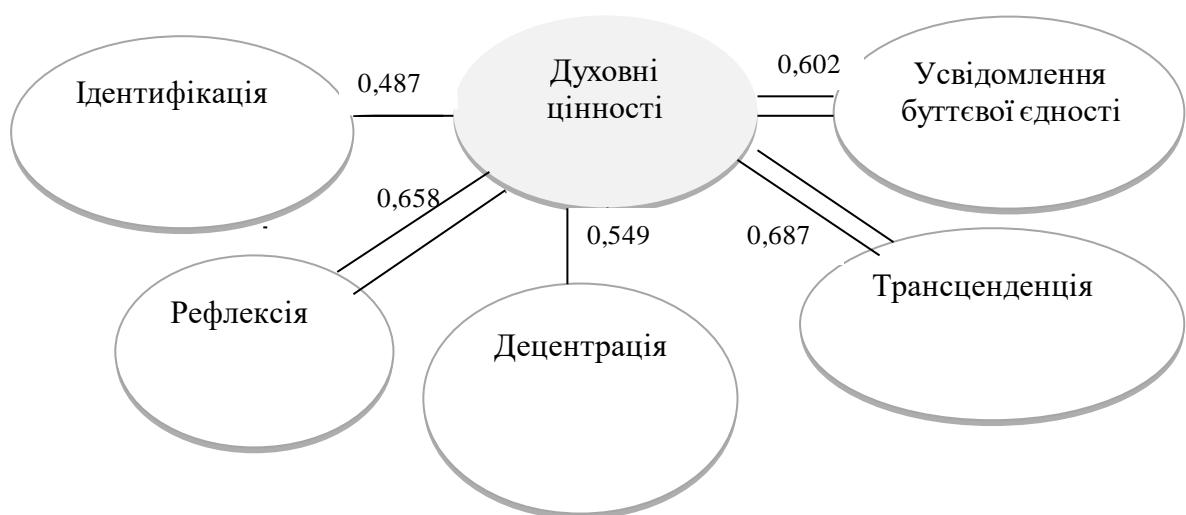 Ідентифікація
0,487
Духовні
цінності
0,602
Усвідомлення
буттєвої єдності
0,658
0,549
0,687
Рефлексія
Децентрація
Трансценденція